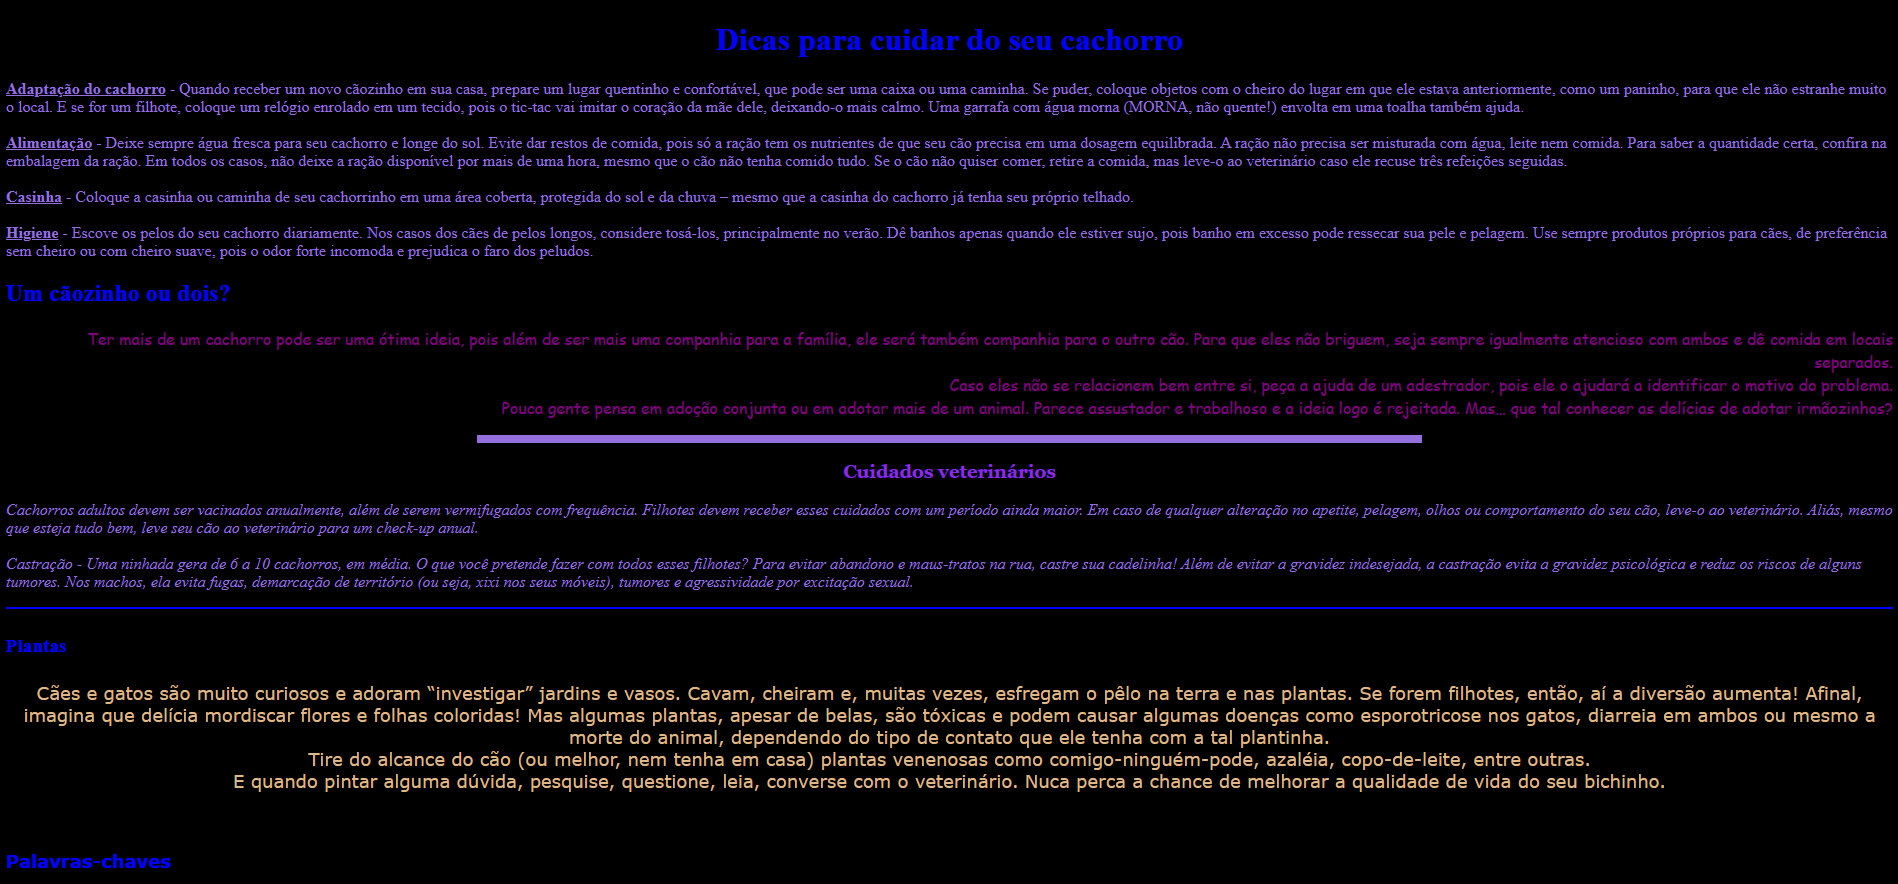 Dicas para cuidar do seu cachorro
Adaptação do cachorro - Quando receber um novo cãozinho em sua casa, prepare um lugar quentinho e confortável, que pode ser uma caixa ou uma caminha. Se puder, coloque objetos com o cheiro do lugar em que ele estava anteriormente, como um paninho, para que ele não estranhe muito
o local. E se for um filhote, coloque um relógio enrolado em um tecido, pois o tic-tac vai imitar o coração da mãe dele, deixando-o mais calmo. Uma garrafa com água morna (MORNA, não quente!) envolta em uma toalha também ajuda.
Alimentação - Deixe sempre água fresca para seu cachorro e longe do sol. Evite dar restos de comida, pois só a ração tem os nutrientes de que seu cão precisa em uma dosagem equilibrada. A ração não precisa ser misturada com água, leite nem comida. Para saber a quantidade certa, confira na
embalagem da ração. Em todos os casos, não deixe a ração disponível por mais de uma hora, mesmo que o cão não tenha comido tudo. Se o cão não quiser comer, retire a comida, mas leve-o ao veterinário caso ele recuse três refeições seguidas.
Casinha - Coloque a casinha ou caminha de seu cachorrinho em uma área coberta, protegida do sol e da chuva – mesmo que a casinha do cachorro já tenha seu próprio telhado.
Higiene - Escove os pelos do seu cachorro diariamente. Nos casos dos cães de pelos longos, considere tosá-los, principalmente no verão. Dê banhos apenas quando ele estiver sujo, pois banho em excesso pode ressecar sua pele e pelagem. Use sempre produtos próprios para cães, de preferência
sem cheiro ou com cheiro suave, pois o odor forte incomoda e prejudica o faro dos peludos.
Um cãozinho ou dois?
Ter mais de um cachorro pode ser uma ótima ideia, pois além de ser mais uma companhia para a família, ele será também companhia para o outro cão. Para que eles não briguem, seja sempre igualmente atencioso com ambos e dê comida em locais
separados.
Caso eles não se relacionem bem entre si, peça a ajuda de um adestrador, pois ele o ajudará a identificar o motivo do problema.
Pouca gente pensa em adoção conjunta ou em adotar mais de um animal. Parece assustador e trabalhoso e a ideia logo é rejeitada. Mas... que tal conhecer as delícias de adotar irmãozinhos?
Cuidados veterinários
Cachorros adultos devem ser vacinados anualmente, além de serem vermifugados com frequência. Filhotes devem receber esses cuidados com um período ainda maior. Em caso de qualquer alteração no apetite, pelagem, olhos ou comportamento do seu cão, leve-o ao veterinário. Aliás, mesmo
que esteja tudo bem, leve seu cão ao veterinário para um check-up anual.
Castração - Uma ninhada gera de 6 a 10 cachorros, em média. O que você pretende fazer com todos esses filhotes? Para evitar abandono e maus-tratos na rua, castre sua cadelinha! Além de evitar a gravidez indesejada, a castração evita a gravidez psicológica e reduz os riscos de alguns
tumores. Nos machos, ela evita fugas, demarcação de território (ou seja, xixi nos seus móveis), tumores e agressividade por excitação sexual.
Plantas
Cães e gatos são muito curiosos e adoram “investigar” jardins e vasos. Cavam, cheiram e, muitas vezes, esfregam o pêlo na terra e nas plantas. Se forem filhotes, então, aí a diversão aumenta! Afinal,
imagina que delícia mordiscar flores e folhas coloridas! Mas algumas plantas, apesar de belas, são tóxicas e podem causar algumas doenças como esporotricose nos gatos, diarreia em ambos ou mesmo a
morte do animal, dependendo do tipo de contato que ele tenha com a tal plantinha.
Tire do alcance do cão (ou melhor, nem tenha em casa) plantas venenosas como comigo-ninguém-pode, azaléia, copo-de-leite, entre outras.
E quando pintar alguma dúvida, pesquise, questione, leia, converse com o veterinário. Nuca perca a chance de melhorar a qualidade de vida do seu bichinho.
Palavras-chaves